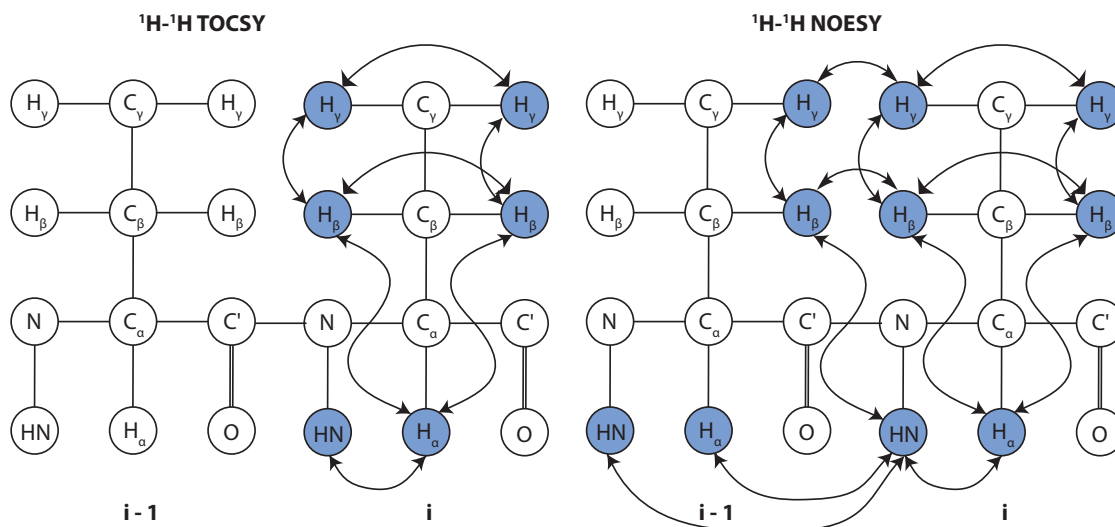 ¹H-¹H TOCSY ¹H-¹H NOESY
Hγ Cγ Hγ Hγ Cγ Hγ Hγ Cγ Hγ Hγ Cγ Hγ
Hβ Cβ Hβ Hβ Cβ Hβ Hβ Cβ Hβ Hβ Cβ Hβ
N Cα C' N Cα C' N Cα C' N Cα C'
HN Hα O HN Hα O HN Hα O HN Hα O
i - 1 i i - 1 i